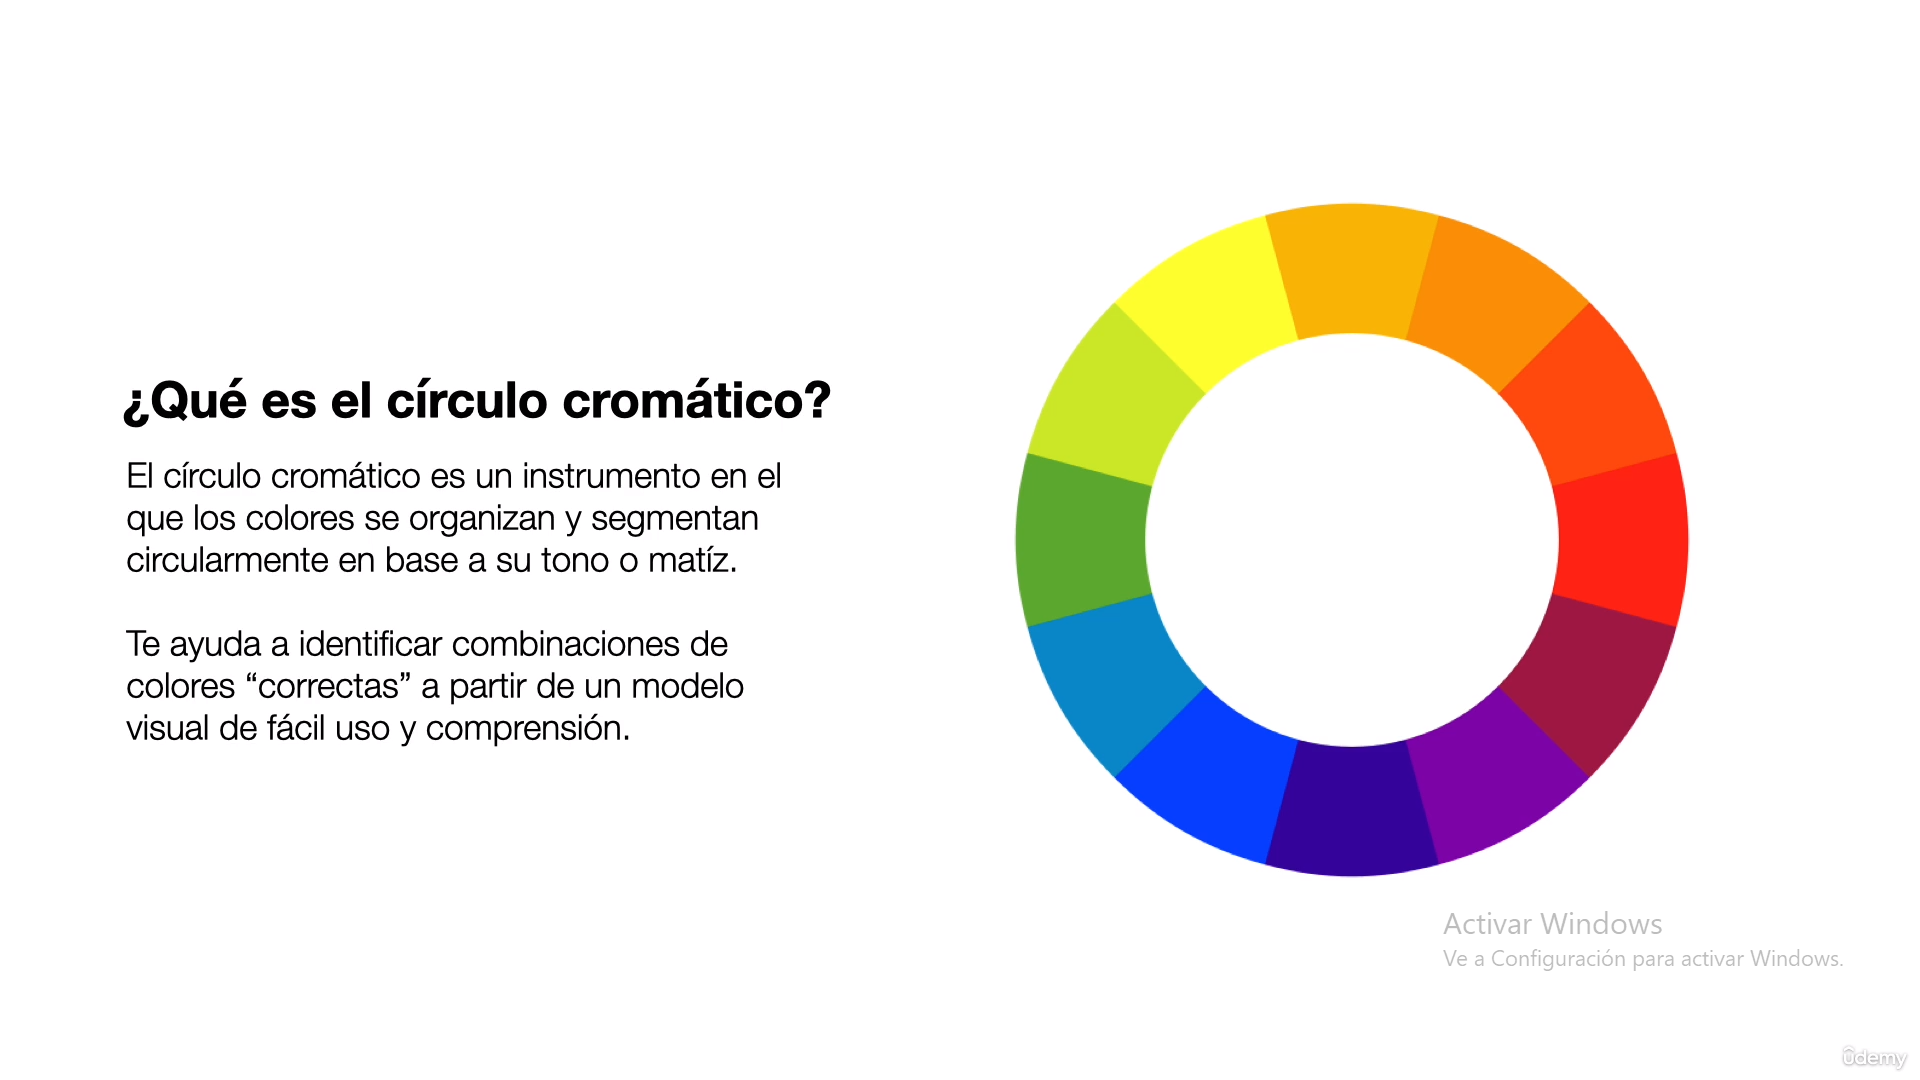 ¿Qué es el círculo cromático?
El círculo cromático es un instrumento en el
que los colores se organizan y segmentan
circularmente en base a su tono o matíz.
Te ayuda a identificar combinaciones de
colores “correctas” a partir de un modelo
visual de fácil uso y comprensión.
Activar Windows
Ve a Configuración para activar Windows.
ûdemy